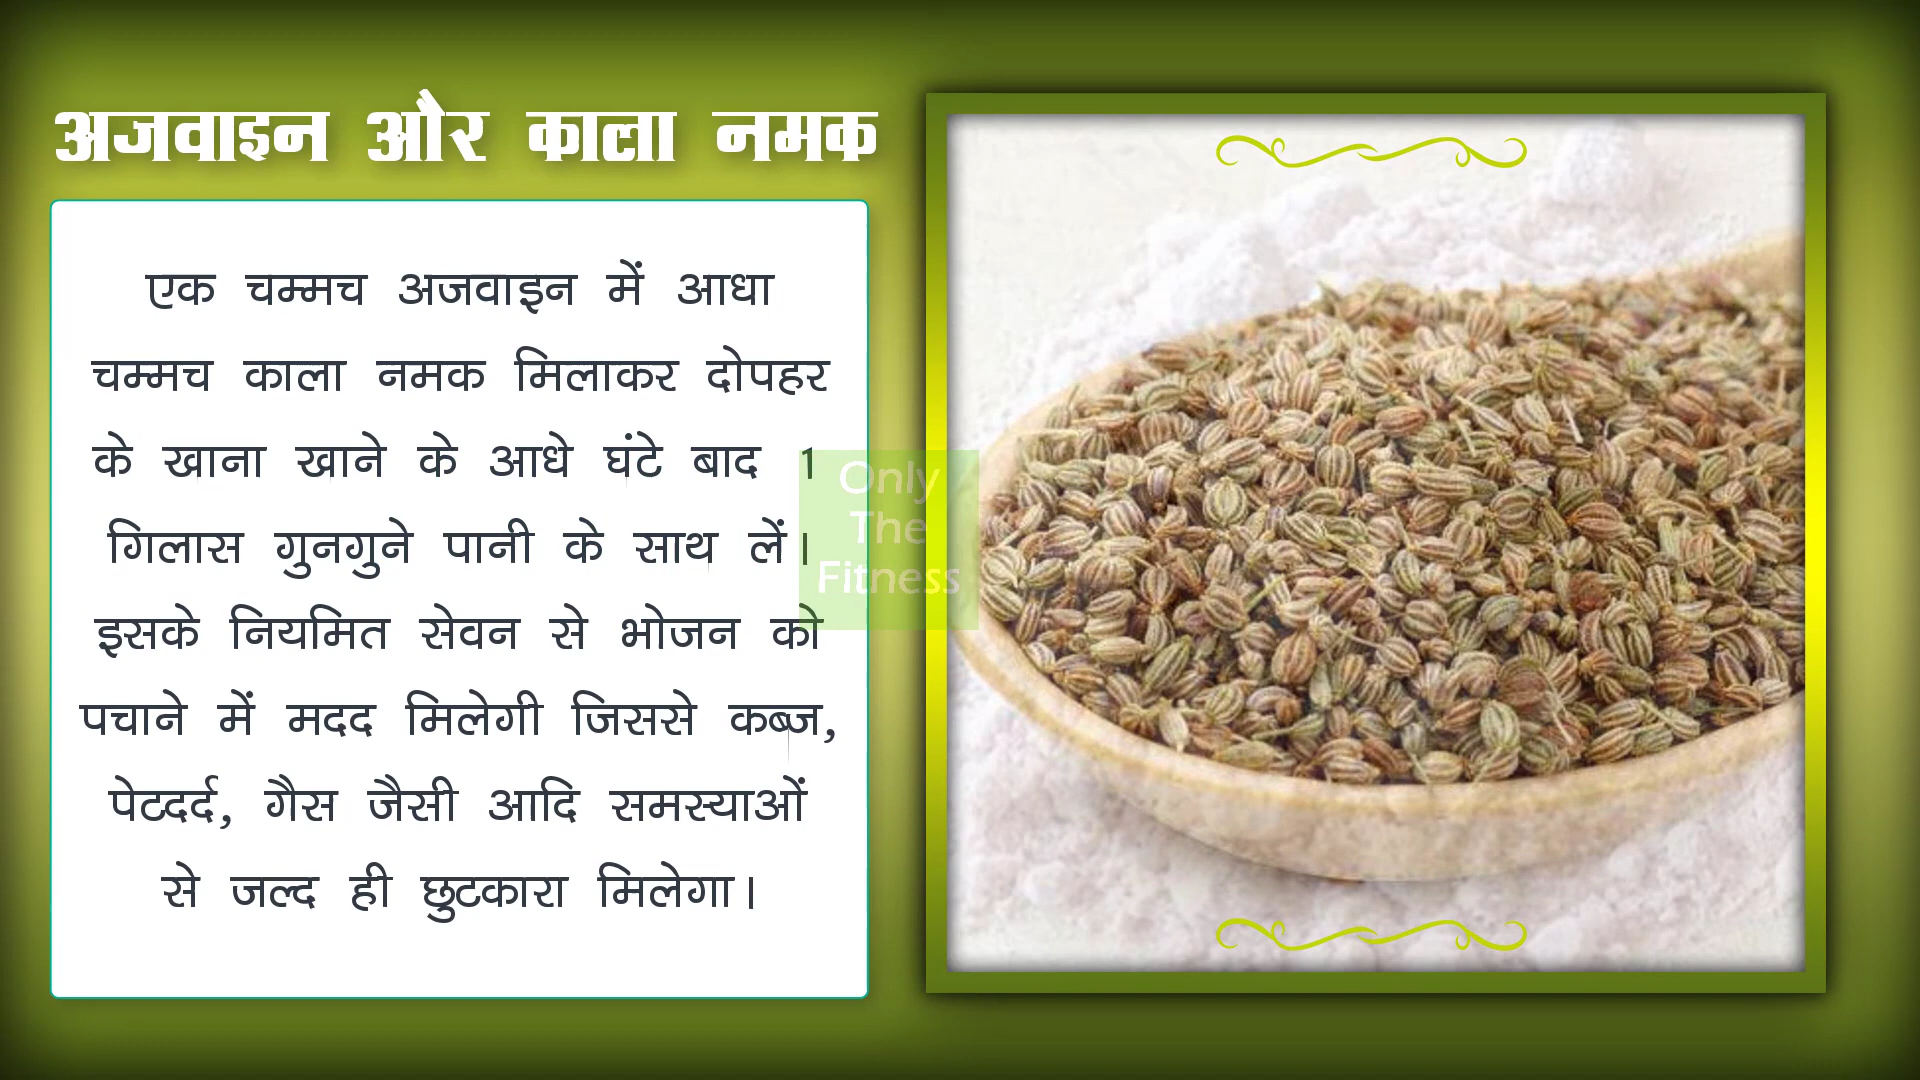 अजवाइन और काला नमक
एक चम्मच अजवाइन में आधा
चम्मच काला नमक मिलाकर दोपहर
के खाना खाने के आधे घंटे बाद 1
गिलास गुनगुने पानी के साथ लें।
इसके नियमित सेवन से भोजन को
पचाने में मदद मिलेगी जिससे कब्ज,
पेटदर्द, गैस जैसी आदि समस्याओं
से जल्द ही छुटकारा मिलेगा।
Only
The
Fitness